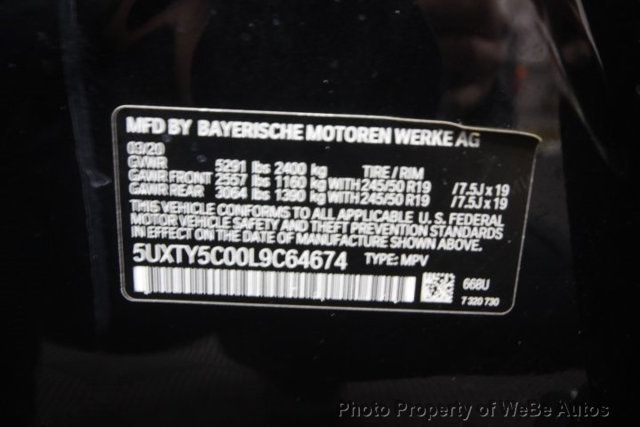 MFD BY BAYERISCHE MOTOREN WERKE AG
03/20
GVWR 5291 lbs 2400 kg TIRE / RIM
GAWR FRONT 2557 lbs 1160 kg WITH 245/50 R19 / 7.5J x 19
GAWR REAR 3064 lbs 1390 kg WITH 245/50 R19 / 7.5J x 19
THIS VEHICLE CONFORMS TO ALL APPLICABLE U. S. FEDERAL
MOTOR VEHICLE SAFETY AND THEFT PREVENTION STANDARDS
IN EFFECT ON THE DATE OF MANUFACTURE SHOWN ABOVE.
5UXTY5C00L9C64674 TYPE: MPV
668U
7 320 730
Photo Property of WeBe Autos